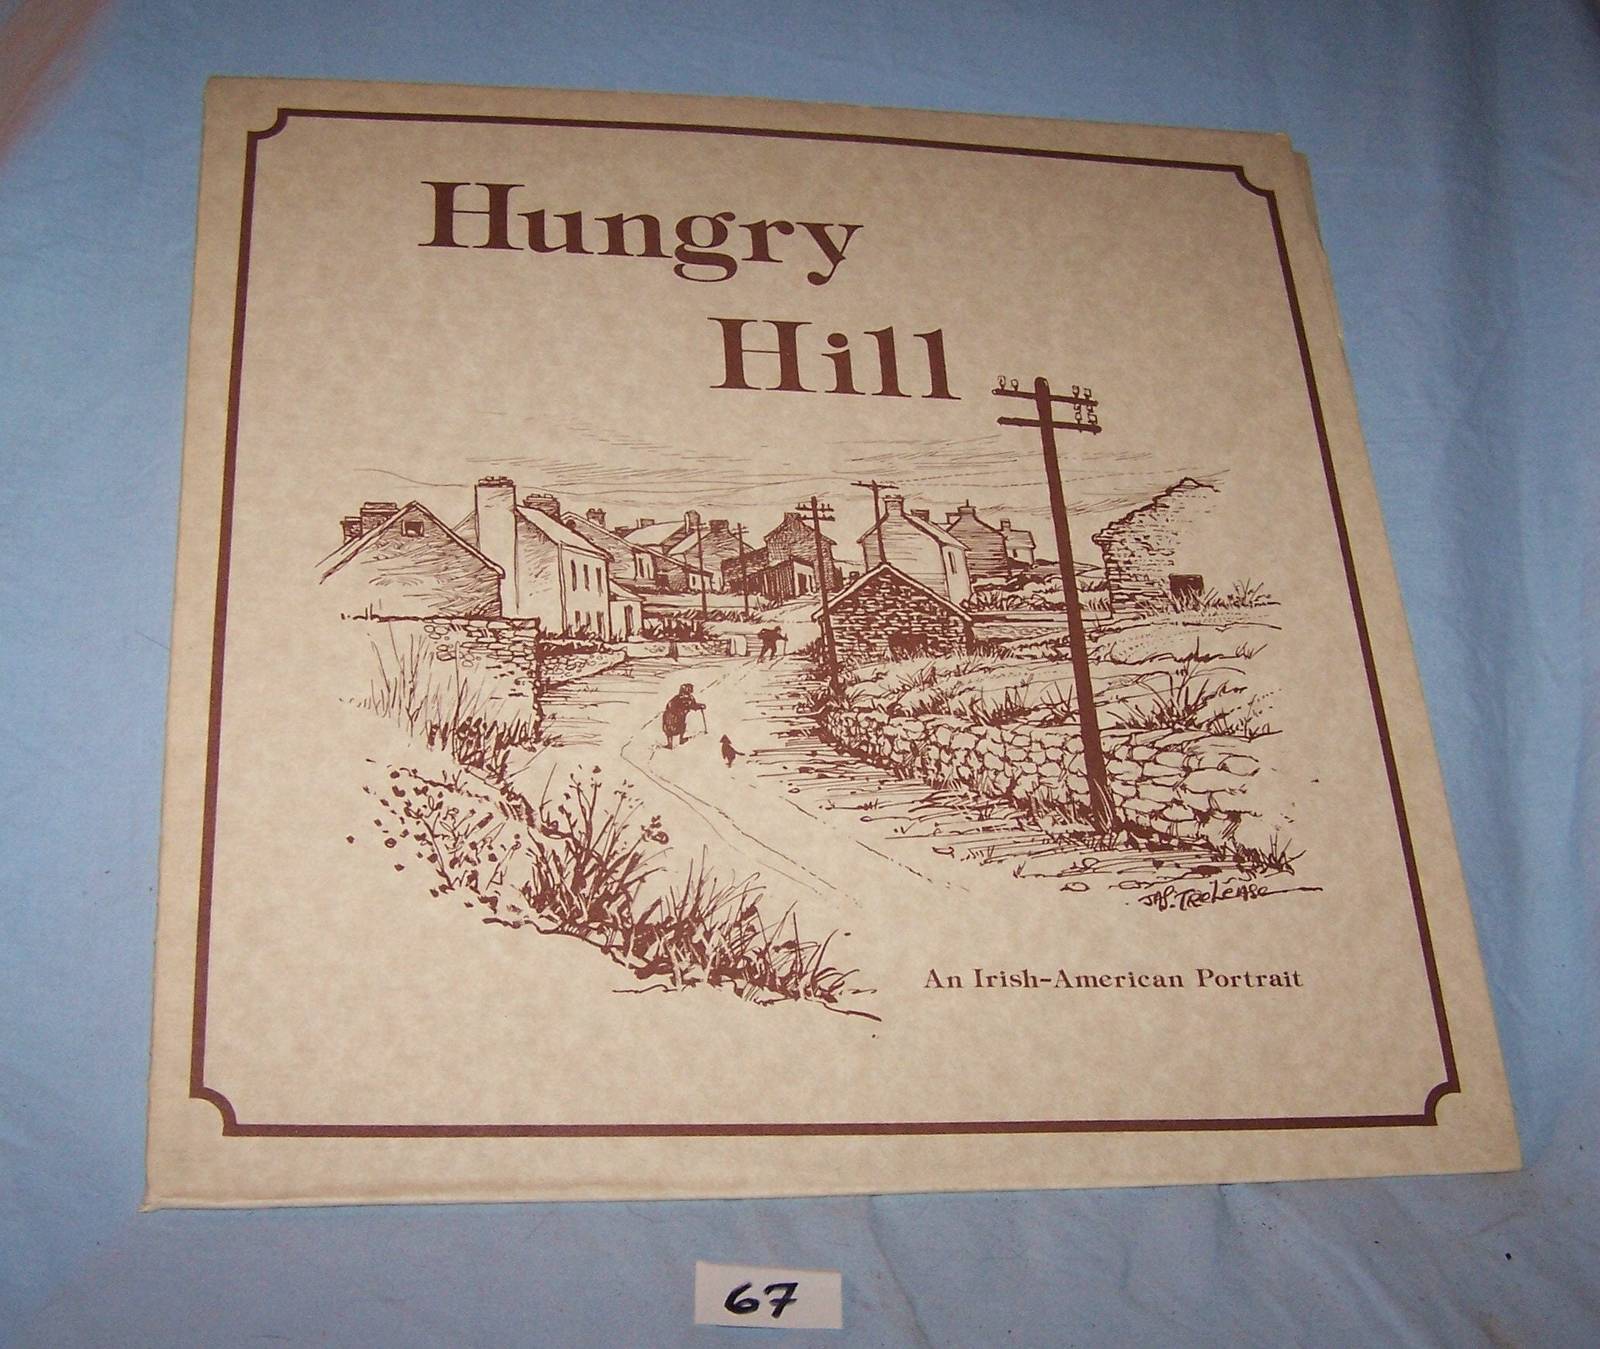 Hungry
Hill
Jas. Trelease
An Irish-American Portrait
67